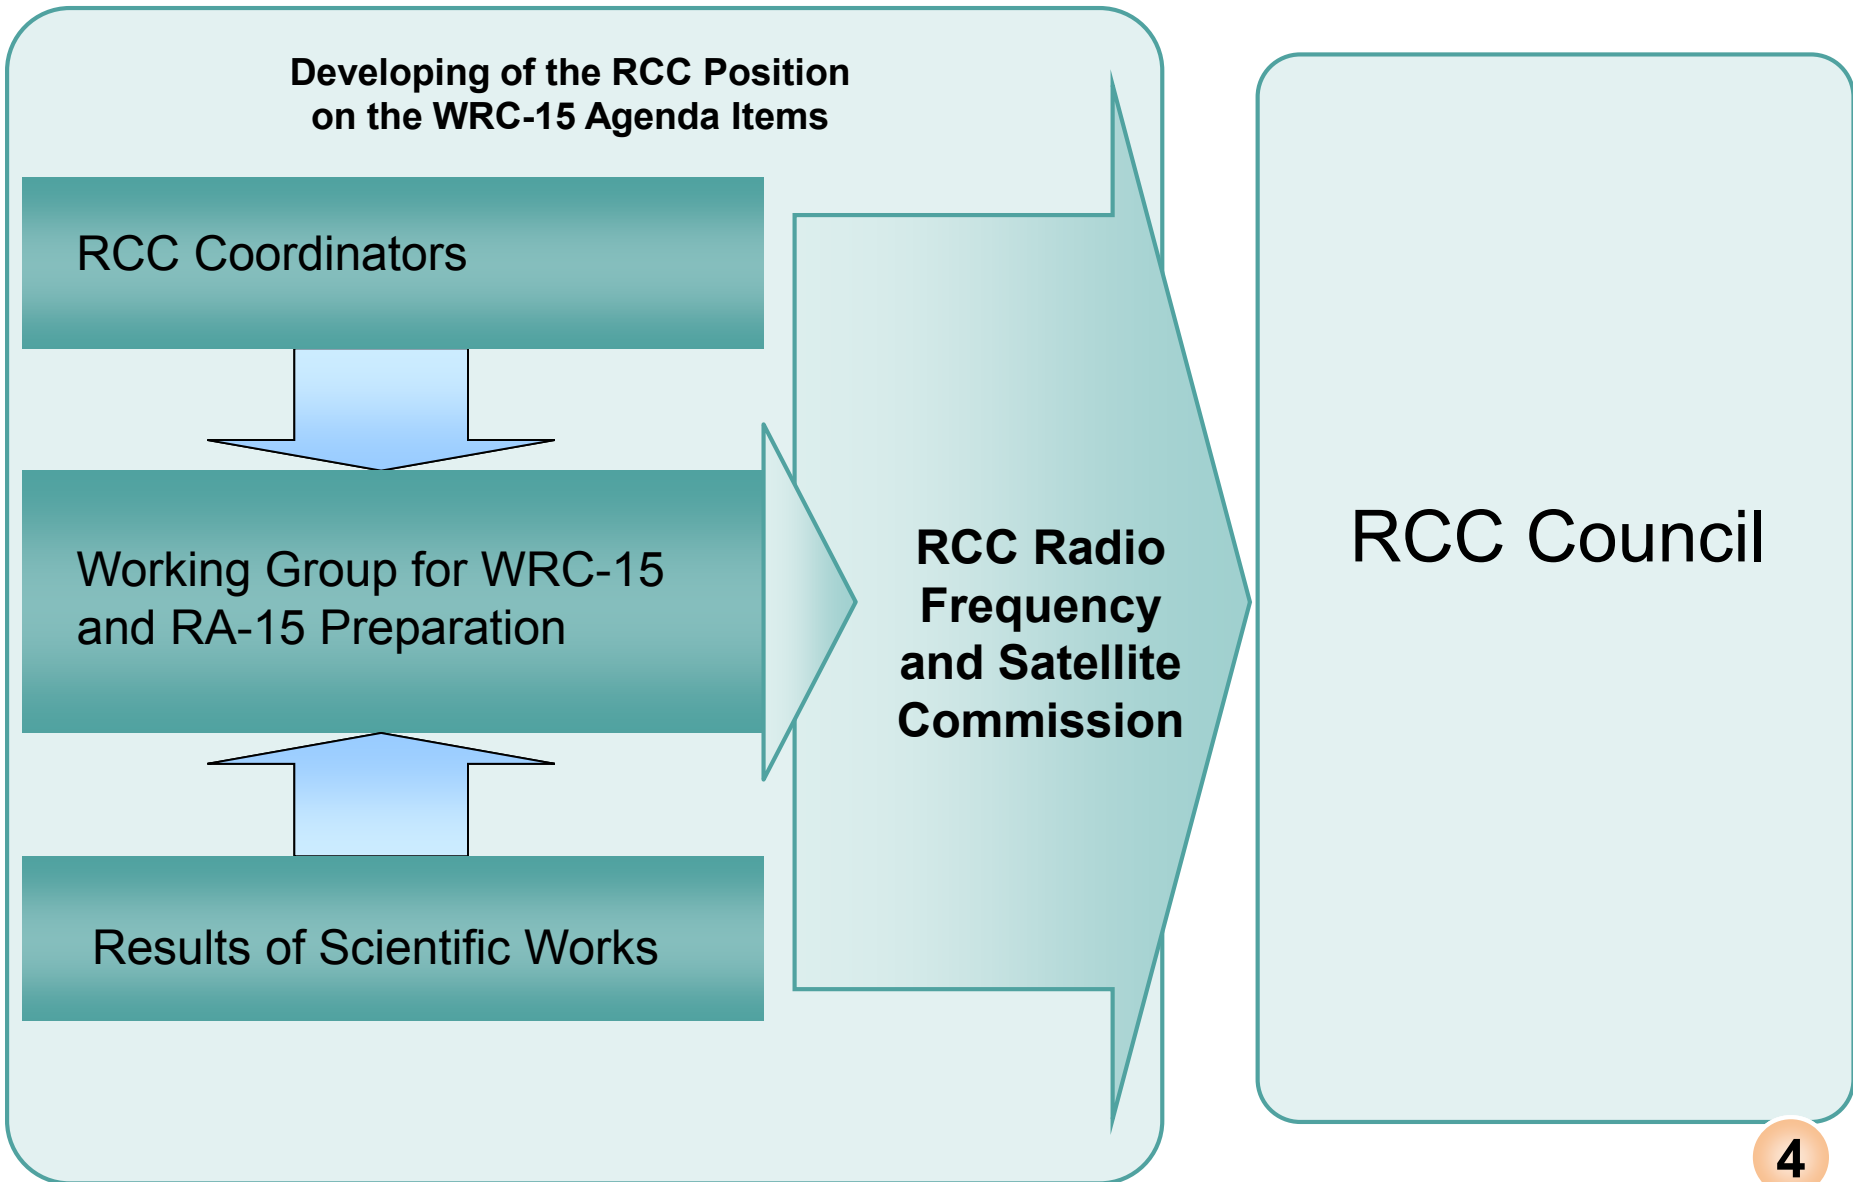 Developing of the RCC Position
on the WRC-15 Agenda Items
RCC Coordinators
Working Group for WRC-15
and RA-15 Preparation
Results of Scientific Works
RCC Radio
Frequency
and Satellite
Commission
RCC Council
4